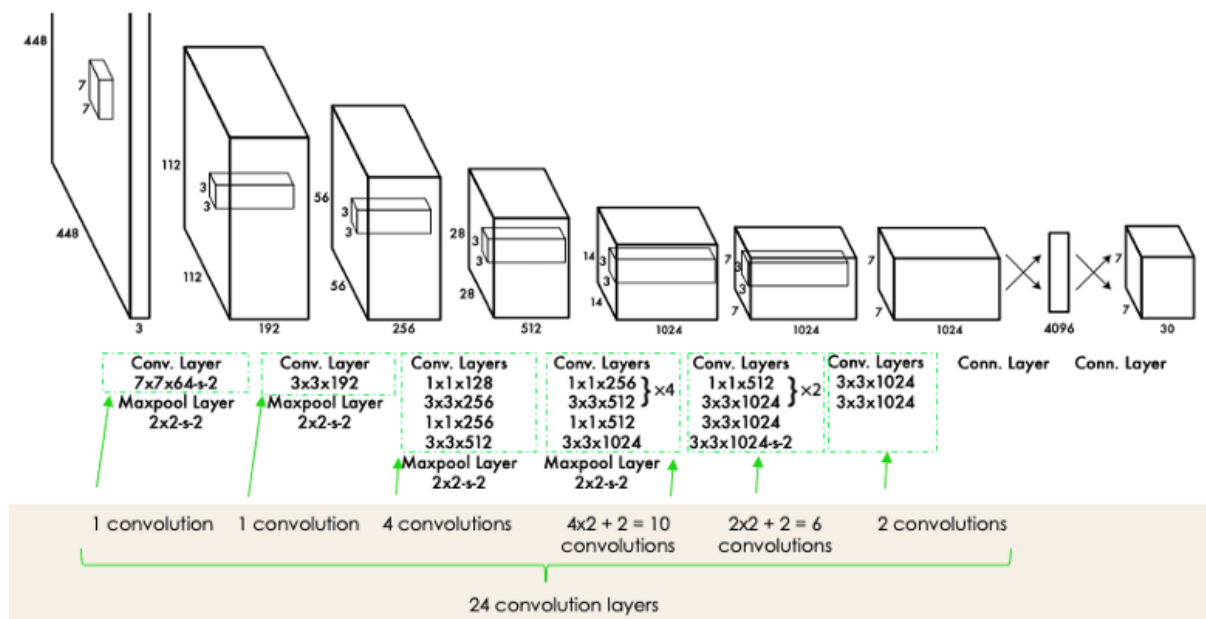 448
7
7
448
3
112
3
3
112
192
56
3
3
56
256
28
3
3
28
512
14
3
3
14
1024
7
3
3
7
1024
7
7
1024
4096
7
7
30
Conv. Layer
7x7x64-s-2
Maxpool Layer
2x2-s-2
Conv. Layer
3x3x192
Maxpool Layer
2x2-s-2
Conv. Layers
1x1x128
3x3x256
1x1x256
3x3x512
Maxpool Layer
2x2-s-2
Conv. Layers
1x1x256
3x3x512
} ×4
1x1x512
3x3x1024
Maxpool Layer
2x2-s-2
Conv. Layers
1x1x512
3x3x1024
} ×2
3x3x1024
3x3x1024-s-2
Conv. Layers
3x3x1024
3x3x1024
Conn. Layer
Conn. Layer
1 convolution
1 convolution
4 convolutions
4x2 + 2 = 10
convolutions
2x2 + 2 = 6
convolutions
2 convolutions
24 convolution layers